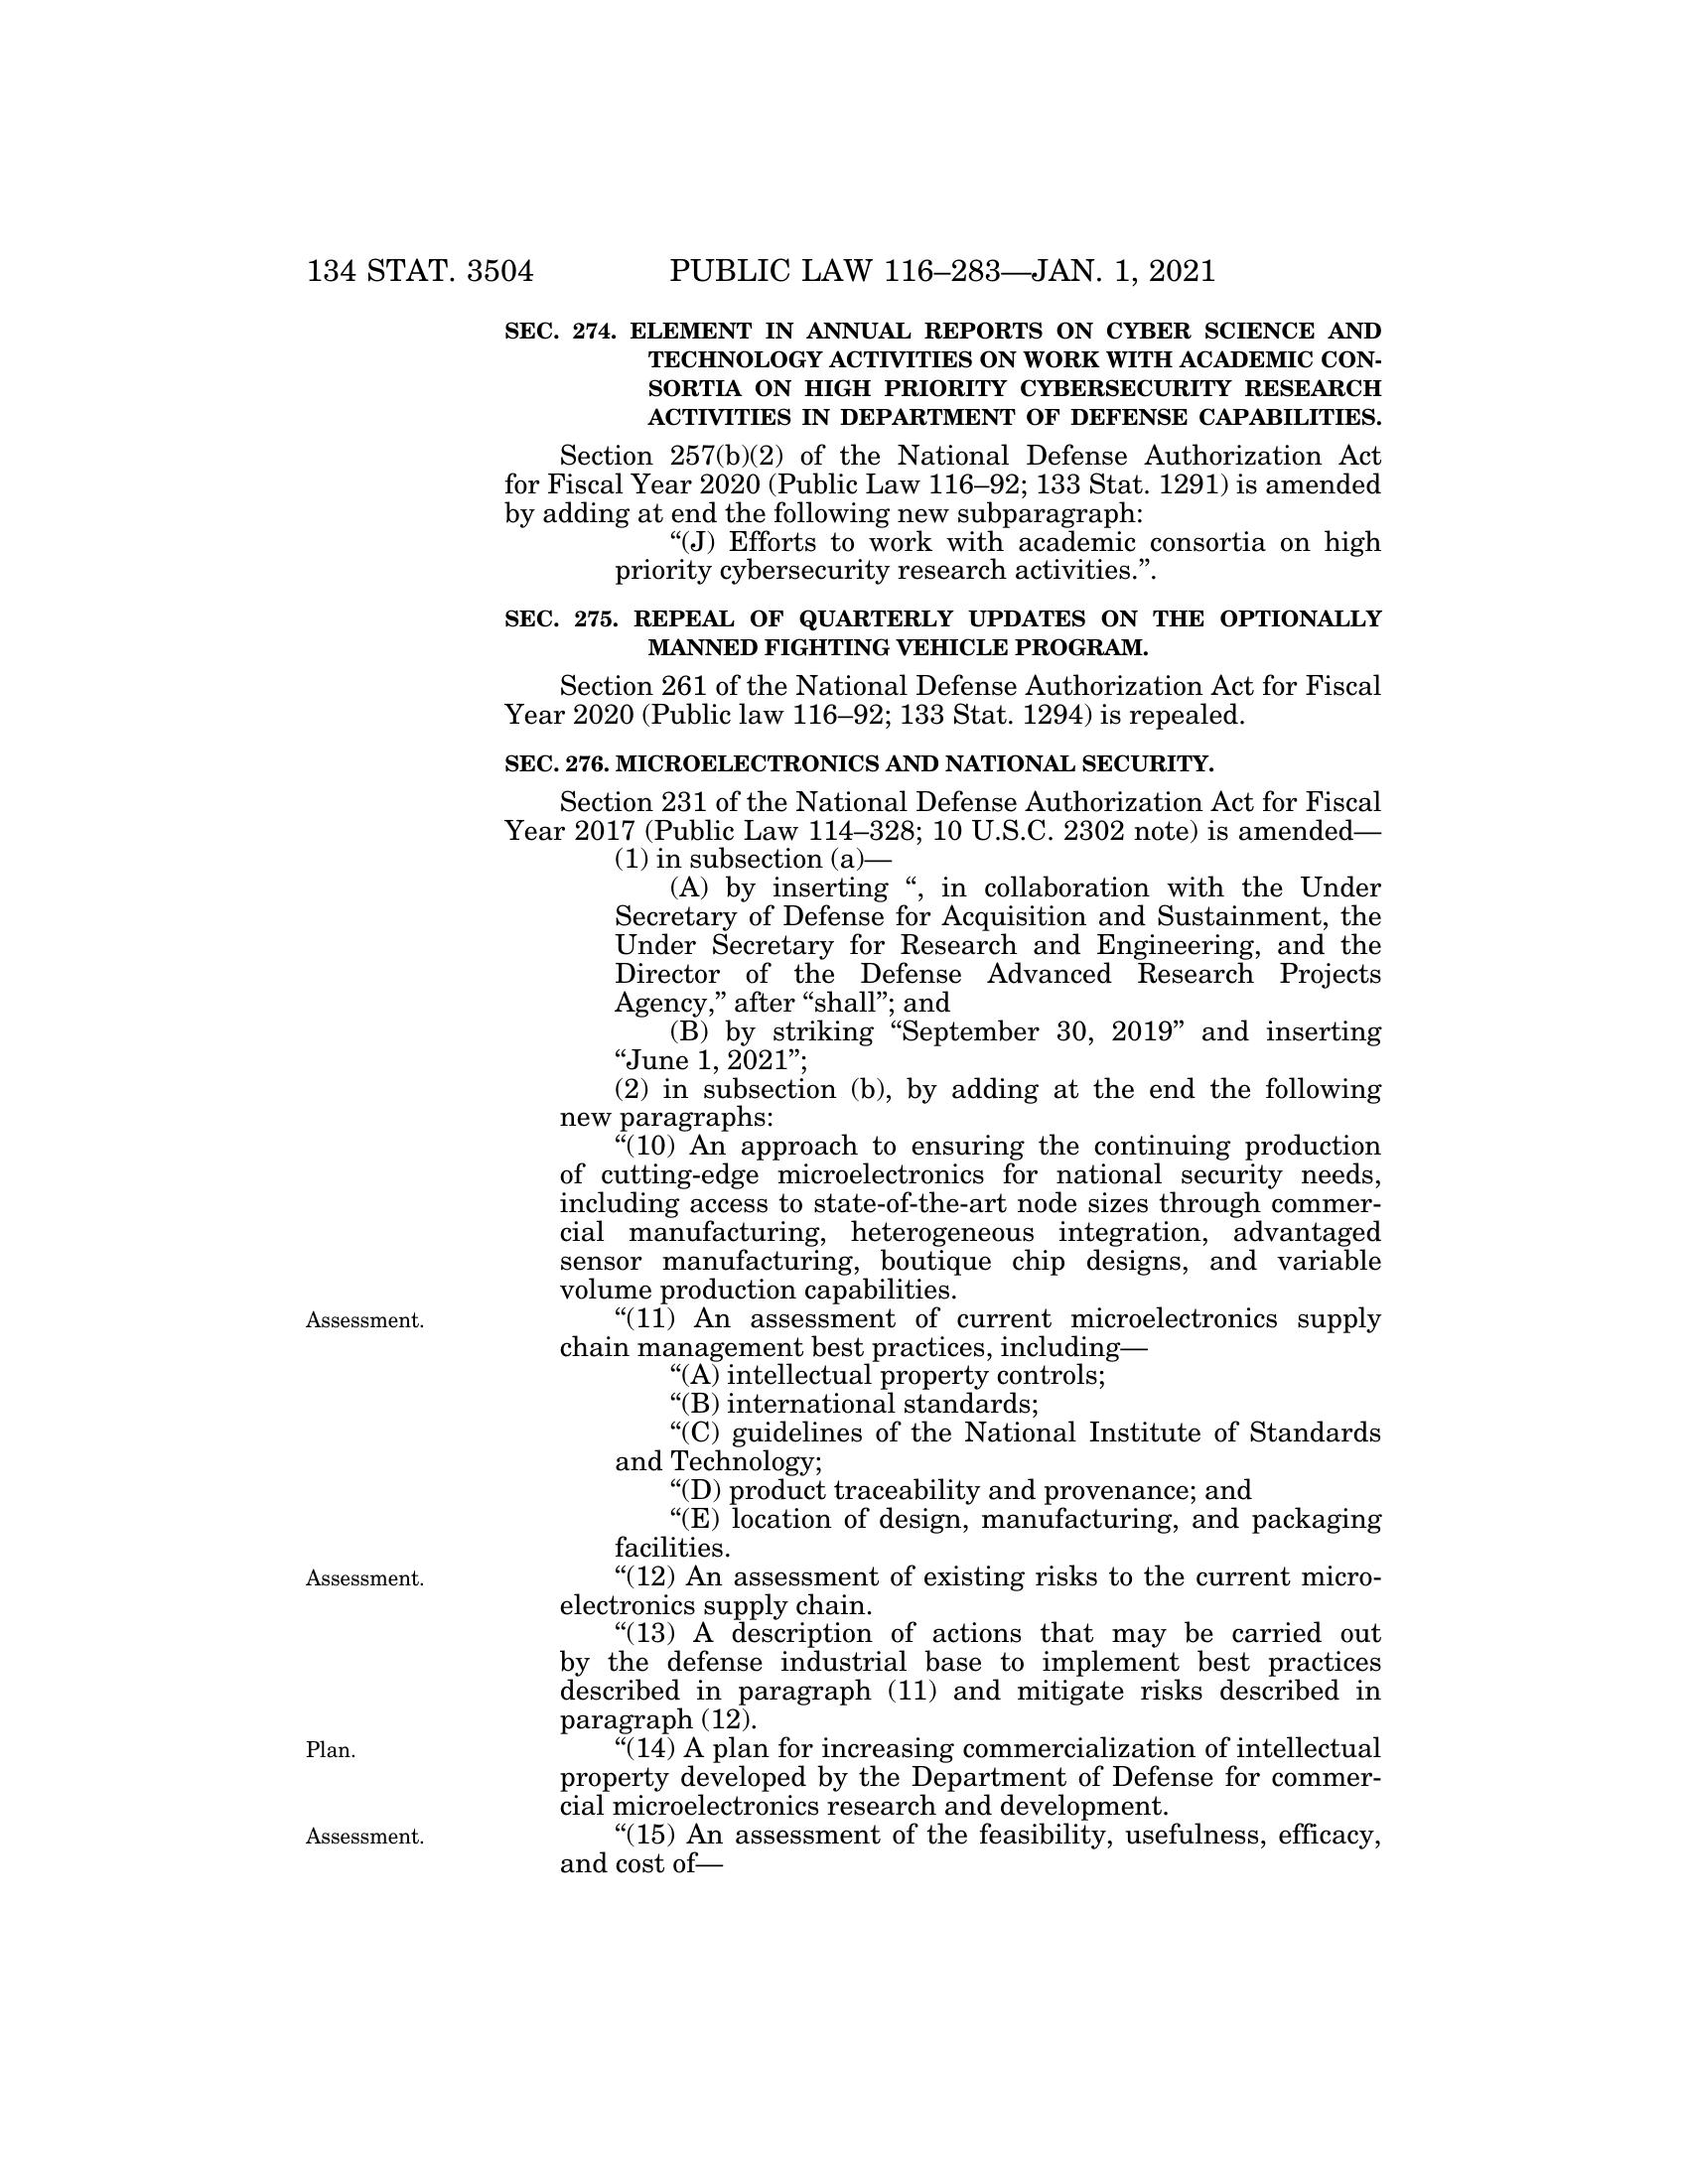 134 STAT. 3504 PUBLIC LAW 116–283—JAN. 1, 2021
SEC. 274. ELEMENT IN ANNUAL REPORTS ON CYBER SCIENCE AND
TECHNOLOGY ACTIVITIES ON WORK WITH ACADEMIC CON-
SORTIA ON HIGH PRIORITY CYBERSECURITY RESEARCH
ACTIVITIES IN DEPARTMENT OF DEFENSE CAPABILITIES.
Section 257(b)(2) of the National Defense Authorization Act
for Fiscal Year 2020 (Public Law 116–92; 133 Stat. 1291) is amended
by adding at end the following new subparagraph:
“(J) Efforts to work with academic consortia on high
priority cybersecurity research activities.”.
SEC. 275. REPEAL OF QUARTERLY UPDATES ON THE OPTIONALLY
MANNED FIGHTING VEHICLE PROGRAM.
Section 261 of the National Defense Authorization Act for Fiscal
Year 2020 (Public law 116–92; 133 Stat. 1294) is repealed.
SEC. 276. MICROELECTRONICS AND NATIONAL SECURITY.
Section 231 of the National Defense Authorization Act for Fiscal
Year 2017 (Public Law 114–328; 10 U.S.C. 2302 note) is amended—
(1) in subsection (a)—
(A) by inserting “, in collaboration with the Under
Secretary of Defense for Acquisition and Sustainment, the
Under Secretary for Research and Engineering, and the
Director of the Defense Advanced Research Projects
Agency,” after “shall”; and
(B) by striking “September 30, 2019” and inserting
“June 1, 2021”;
(2) in subsection (b), by adding at the end the following
new paragraphs:
“(10) An approach to ensuring the continuing production
of cutting-edge microelectronics for national security needs,
including access to state-of-the-art node sizes through commer-
cial manufacturing, heterogeneous integration, advantaged
sensor manufacturing, boutique chip designs, and variable
volume production capabilities.
Assessment. “(11) An assessment of current microelectronics supply
chain management best practices, including—
“(A) intellectual property controls;
“(B) international standards;
“(C) guidelines of the National Institute of Standards
and Technology;
“(D) product traceability and provenance; and
“(E) location of design, manufacturing, and packaging
facilities.
Assessment. “(12) An assessment of existing risks to the current micro-
electronics supply chain.
“(13) A description of actions that may be carried out
by the defense industrial base to implement best practices
described in paragraph (11) and mitigate risks described in
paragraph (12).
Plan. “(14) A plan for increasing commercialization of intellectual
property developed by the Department of Defense for commer-
cial microelectronics research and development.
Assessment. “(15) An assessment of the feasibility, usefulness, efficacy,
and cost of—